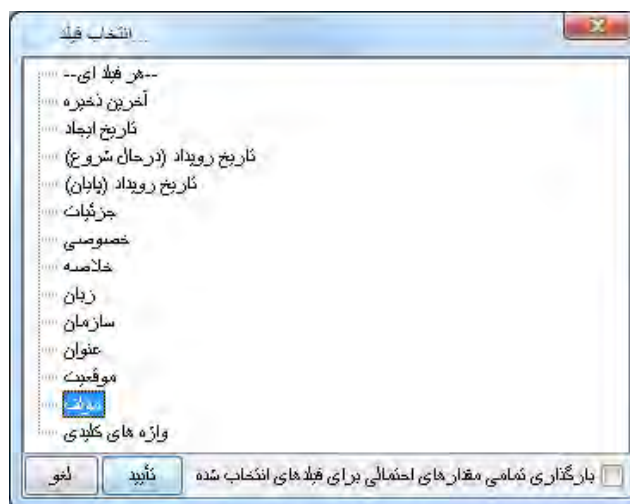 انتخاب فیلد ...
--هر فیلد ای--
آخرین ذخیره
تاریخ ایجاد
تاریخ رویداد (درحال شروع)
تاریخ رویداد (پایان)
جزئیات
خصوصی
خلاصه
زبان
سازمان
عنوان
موقعیت
مولف
واژه های کلیدی
بارگذاری تمامی مقدارهای احتمالی برای فیلدهای انتخاب شده
تأیید
لغو